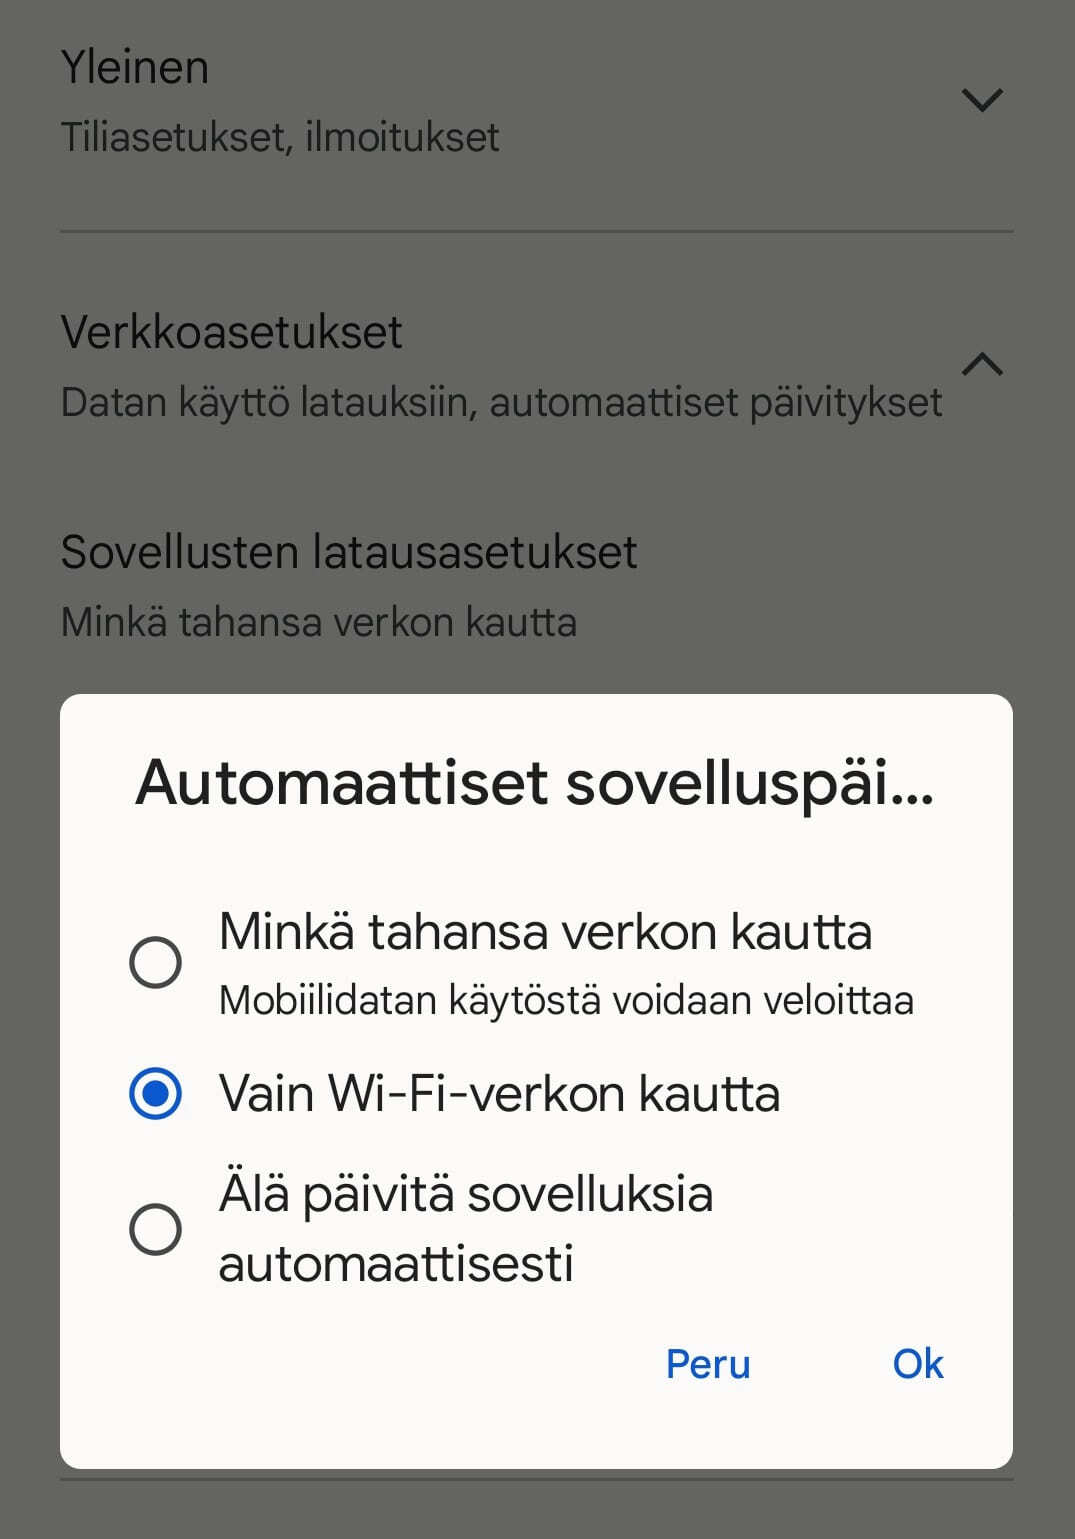 Yleinen
Tiliasetukset, ilmoitukset
Verkkoasetukset
Datan käyttö latauksiin, automaattiset päivitykset
Sovellusten latausasetukset
Minkä tahansa verkon kautta
Automaattiset sovelluspäi...
Minkä tahansa verkon kautta
Mobiilidatan käytöstä voidaan veloittaa
Vain Wi-Fi-verkon kautta
Älä päivitä sovelluksia
automaattisesti
Peru
Ok